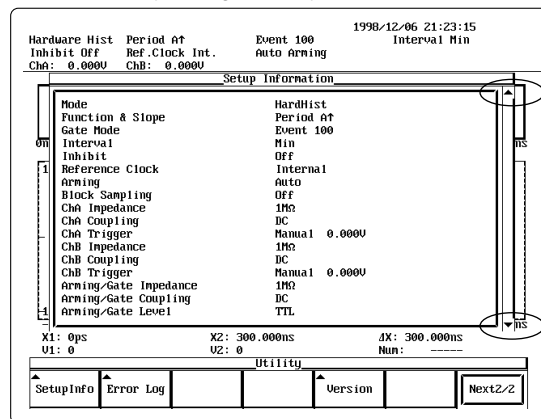 1998/12/06 21:23:15
Hardware Hist Period A↑ Event 100 Interval Min
Inhibit Off Ref.Clock Int. Auto Arming
ChA: 0.000V ChB: 0.000V
Setup Information
Mode HardHist
Function & Slope Period A↑
Gate Mode Event 100
Interval Min
Inhibit Off
Reference Clock Internal
Arming Auto
Block Sampling Off
ChA Impedance 1MΩ
ChA Coupling DC
ChA Trigger Manual 0.000V
ChB Impedance 1MΩ
ChB Coupling DC
ChB Trigger Manual 0.000V
Arming/Gate Impedance 1MΩ
Arming/Gate Coupling DC
Arming/Gate Level TTL
0n ns
1
-1 ns
X1: 0ps X2: 300.000ns ΔX: 300.000ns
V1: 0 V2: 0 Num: -----
Utility
SetupInfo Error Log Version Next2/2